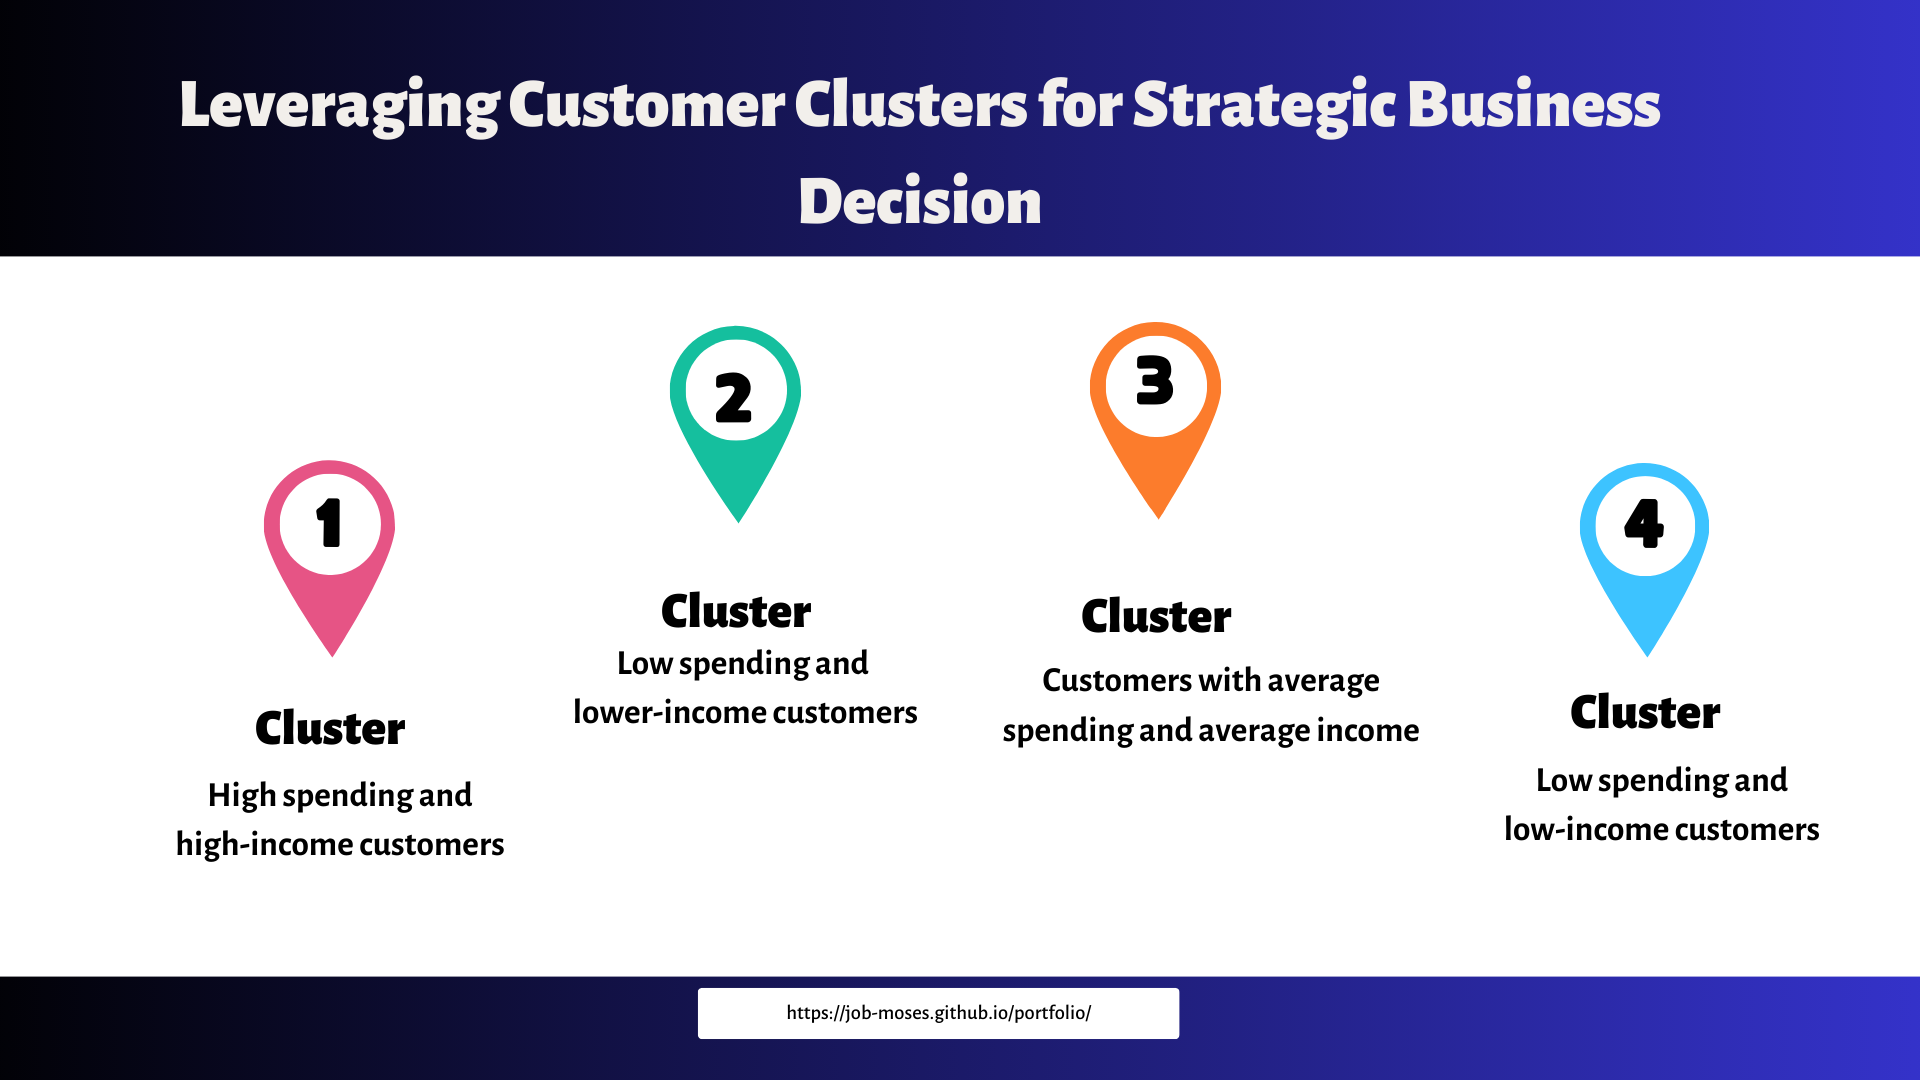 Leveraging Customer Clusters for Strategic Business
Decision
1
Cluster
High spending and
high-income customers
2
Cluster
Low spending and
lower-income customers
3
Cluster
Customers with average
spending and average income
4
Cluster
Low spending and
low-income customers
https://job-moses.github.io/portfolio/